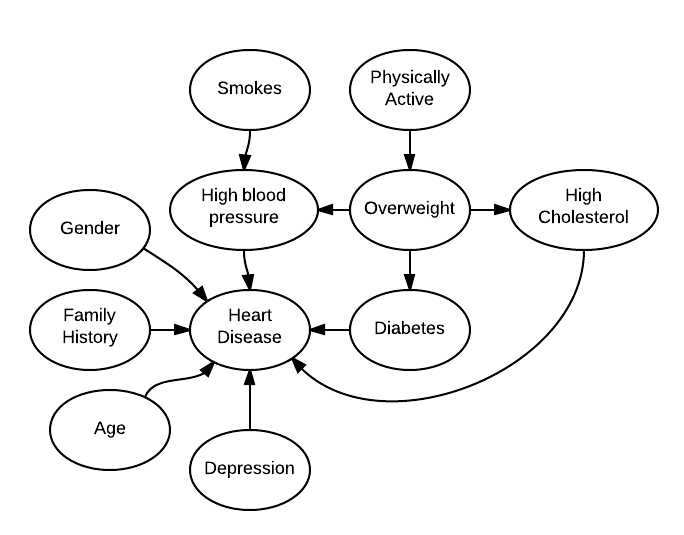 Smokes
Physically
Active
High blood
pressure
Overweight
High
Cholesterol
Gender
Family
History
Heart
Disease
Diabetes
Age
Depression